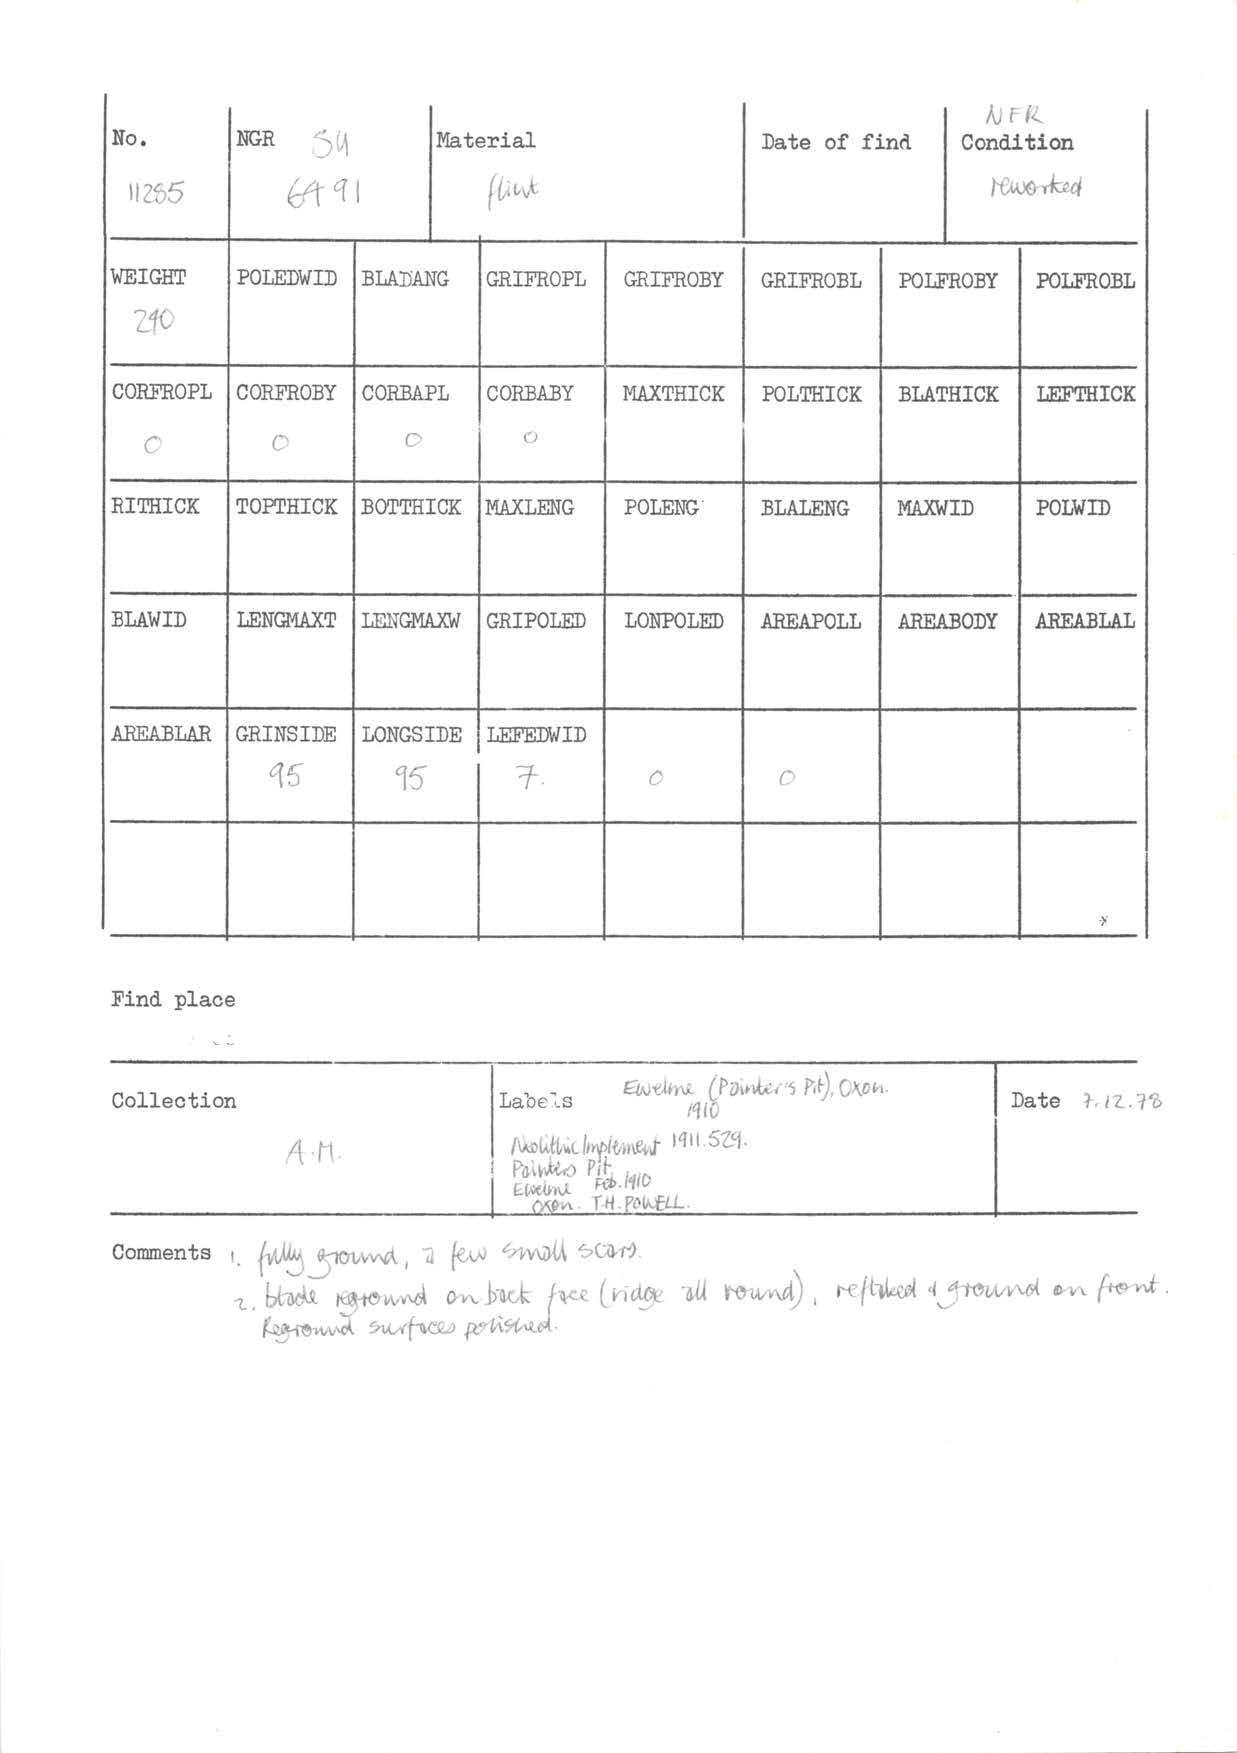 NFR
No. NGR SU Material Date of find Condition
11285 6491 flint reworked
WEIGHT POLEDWID BLADANG GRIFROPL GRIFROBY GRIFROBL POLFROBY POLFROBL
290
CORFROPL CORFROBY CORBAPL CORBABY MAXTHICK POLTHICK BLATHICK LEFTHICK
0 0 0 0
RITHICK TOPTHICK BOTTHICK MAXLENG POLENG BLALENG MAXWID POLWID
BLAWID LENGMAXT LENGMAXW GRIPOLED LONPOLED AREAPOLL AREABODY AREABLAL
AREABLAR GRINSIDE LONGSIDE LEFEDWID
95 95 7. 0 0
Find place
Collection Labels Ewelme (Painter's Pit), Oxon. Date 7.12.78
1910
A.M. Neolithic Implement 1911.529.
Painters Pit
Ewelme Feb. 1910
Oxon. T.H. POWELL.
Comments 1. fully ground, a few small scars.
2. blade reground on back face (ridge all round), reflaked & ground on front.
Reground surfaces polished.